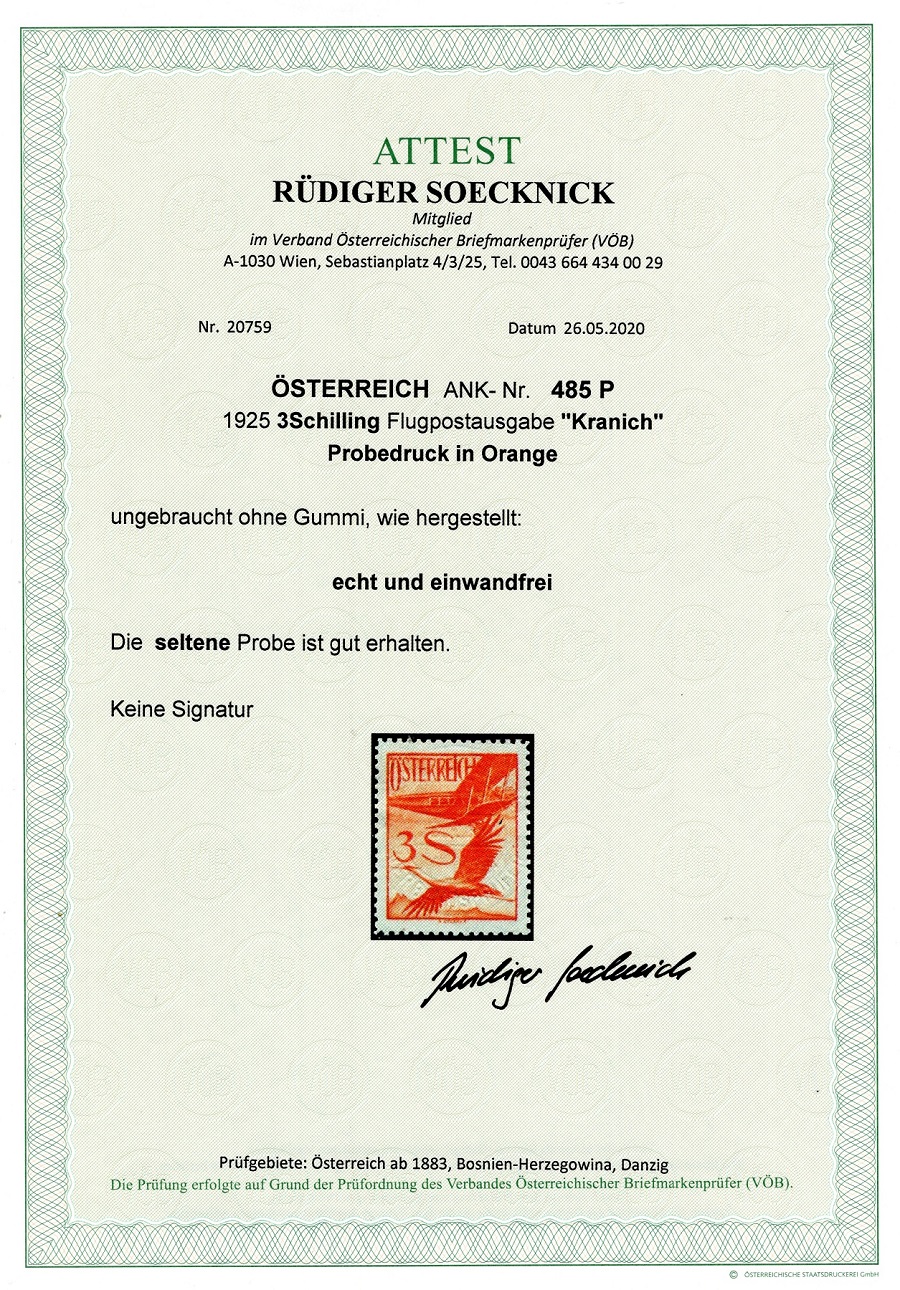 ATTEST
RÜDIGER SOECKNICK
Mitglied
im Verband Österreichischer Briefmarkenprüfer (VÖB)
A-1030 Wien, Sebastianplatz 4/3/25, Tel. 0043 664 434 00 29
Nr. 20759 Datum 26.05.2020
ÖSTERREICH ANK- Nr. 485 P
1925 3Schilling Flugpostausgabe "Kranich"
Probedruck in Orange
ungebraucht ohne Gummi, wie hergestellt:
echt und einwandfrei
Die seltene Probe ist gut erhalten.
Keine Signatur
ÖSTERREICH
3S
Rüdiger Soecknick
Prüfgebiete: Österreich ab 1883, Bosnien-Herzegowina, Danzig
Die Prüfung erfolgte auf Grund der Prüfordnung des Verbandes Österreichischer Briefmarkenprüfer (VÖB).
© ÖSTERREICHISCHE STAATSDRUCKEREI GmbH